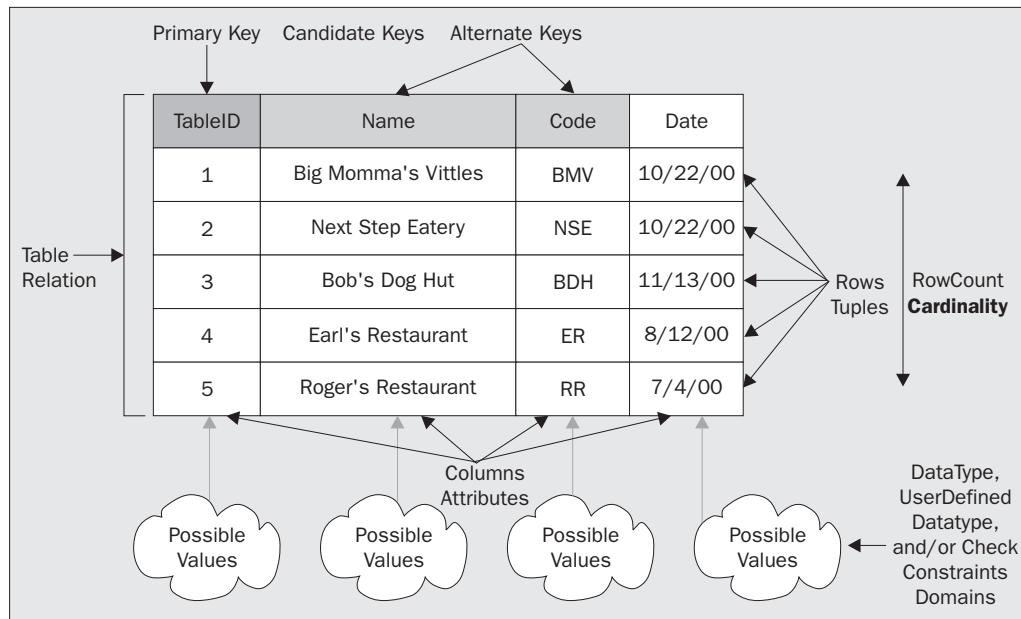 Primary Key Candidate Keys Alternate Keys
TableID Name Code Date
1 Big Momma's Vittles BMV 10/22/00
2 Next Step Eatery NSE 10/22/00
3 Bob's Dog Hut BDH 11/13/00
4 Earl's Restaurant ER 8/12/00
5 Roger's Restaurant RR 7/4/00
Table
Relation
Rows
Tuples
RowCount
Cardinality
Columns
Attributes
Possible
Values
Possible
Values
Possible
Values
Possible
Values
DataType,
UserDefined
Datatype,
and/or Check
Constraints
Domains